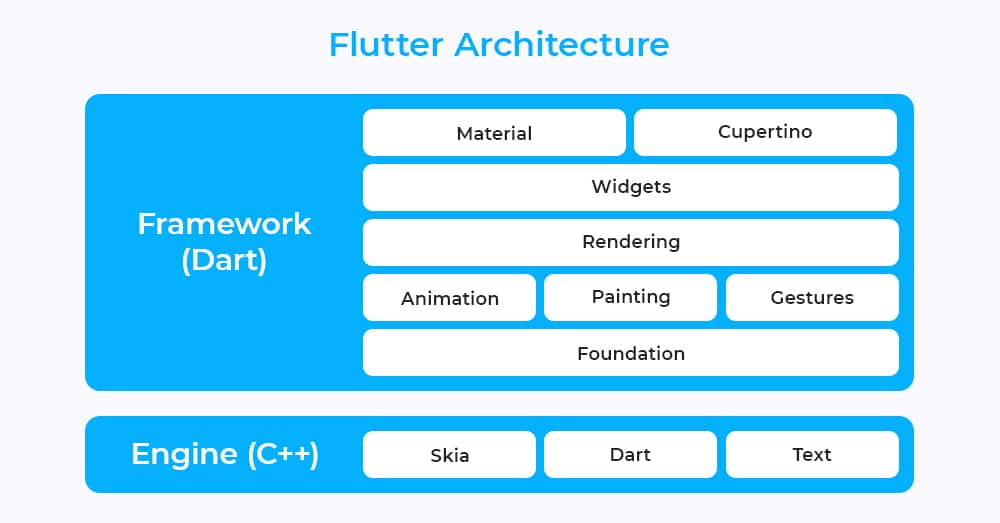 Flutter Architecture
Framework
(Dart)
Material
Cupertino
Widgets
Rendering
Animation
Painting
Gestures
Foundation
Engine (C++)
Skia
Dart
Text